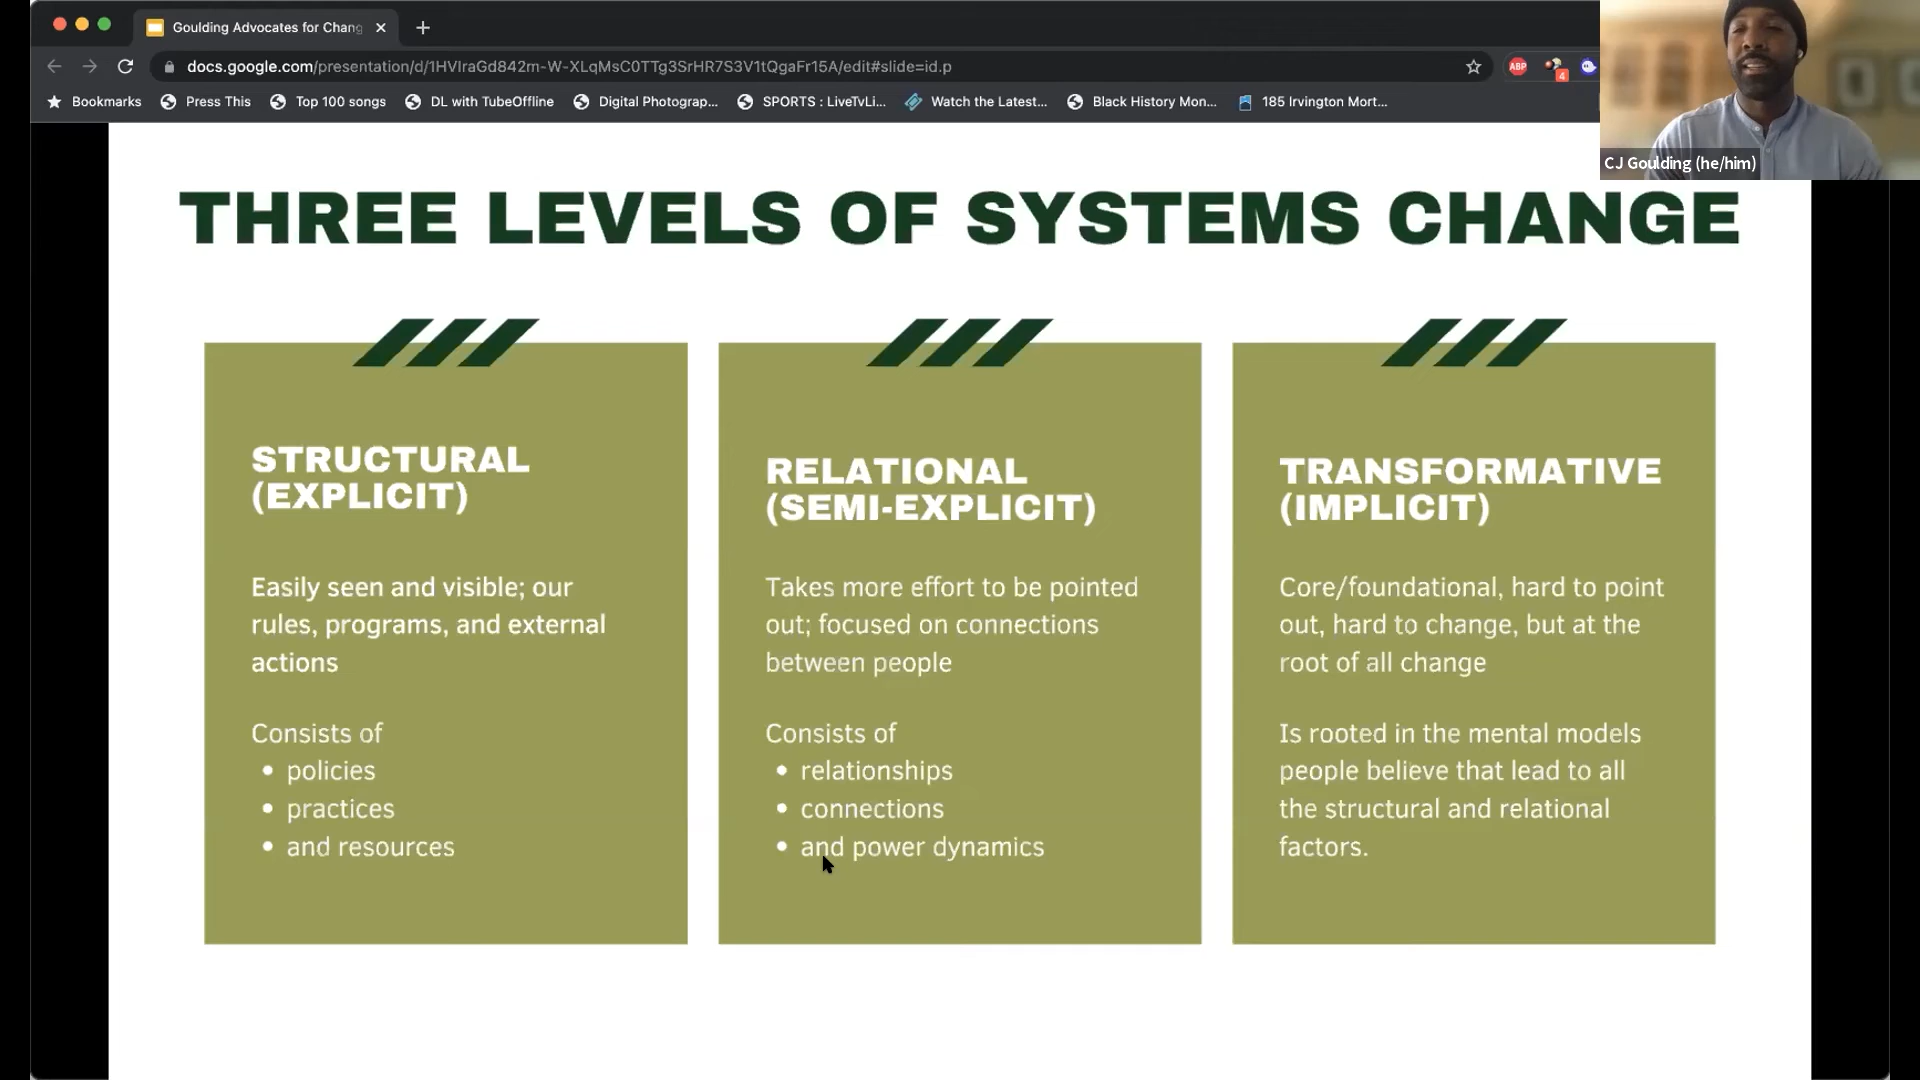 Goulding Advocates for Chang
docs.google.com/presentation/d/1HVIraGd842m-W-XLqMsC0TTg3SrHR7S3V1tQgaFr15A/edit#slide=id.p
ABP
4
Bookmarks Press This Top 100 songs DL with TubeOffline Digital Photograp... SPORTS : LiveTvLi... Watch the Latest... Black History Mon... 185 Irvington Mort...
CJ Goulding (he/him)
THREE LEVELS OF SYSTEMS CHANGE
STRUCTURAL
(EXPLICIT)
Easily seen and visible; our
rules, programs, and external
actions
Consists of
• policies
• practices
• and resources
RELATIONAL
(SEMI-EXPLICIT)
Takes more effort to be pointed
out; focused on connections
between people
Consists of
• relationships
• connections
• and power dynamics
TRANSFORMATIVE
(IMPLICIT)
Core/foundational, hard to point
out, hard to change, but at the
root of all change
Is rooted in the mental models
people believe that lead to all
the structural and relational
factors.